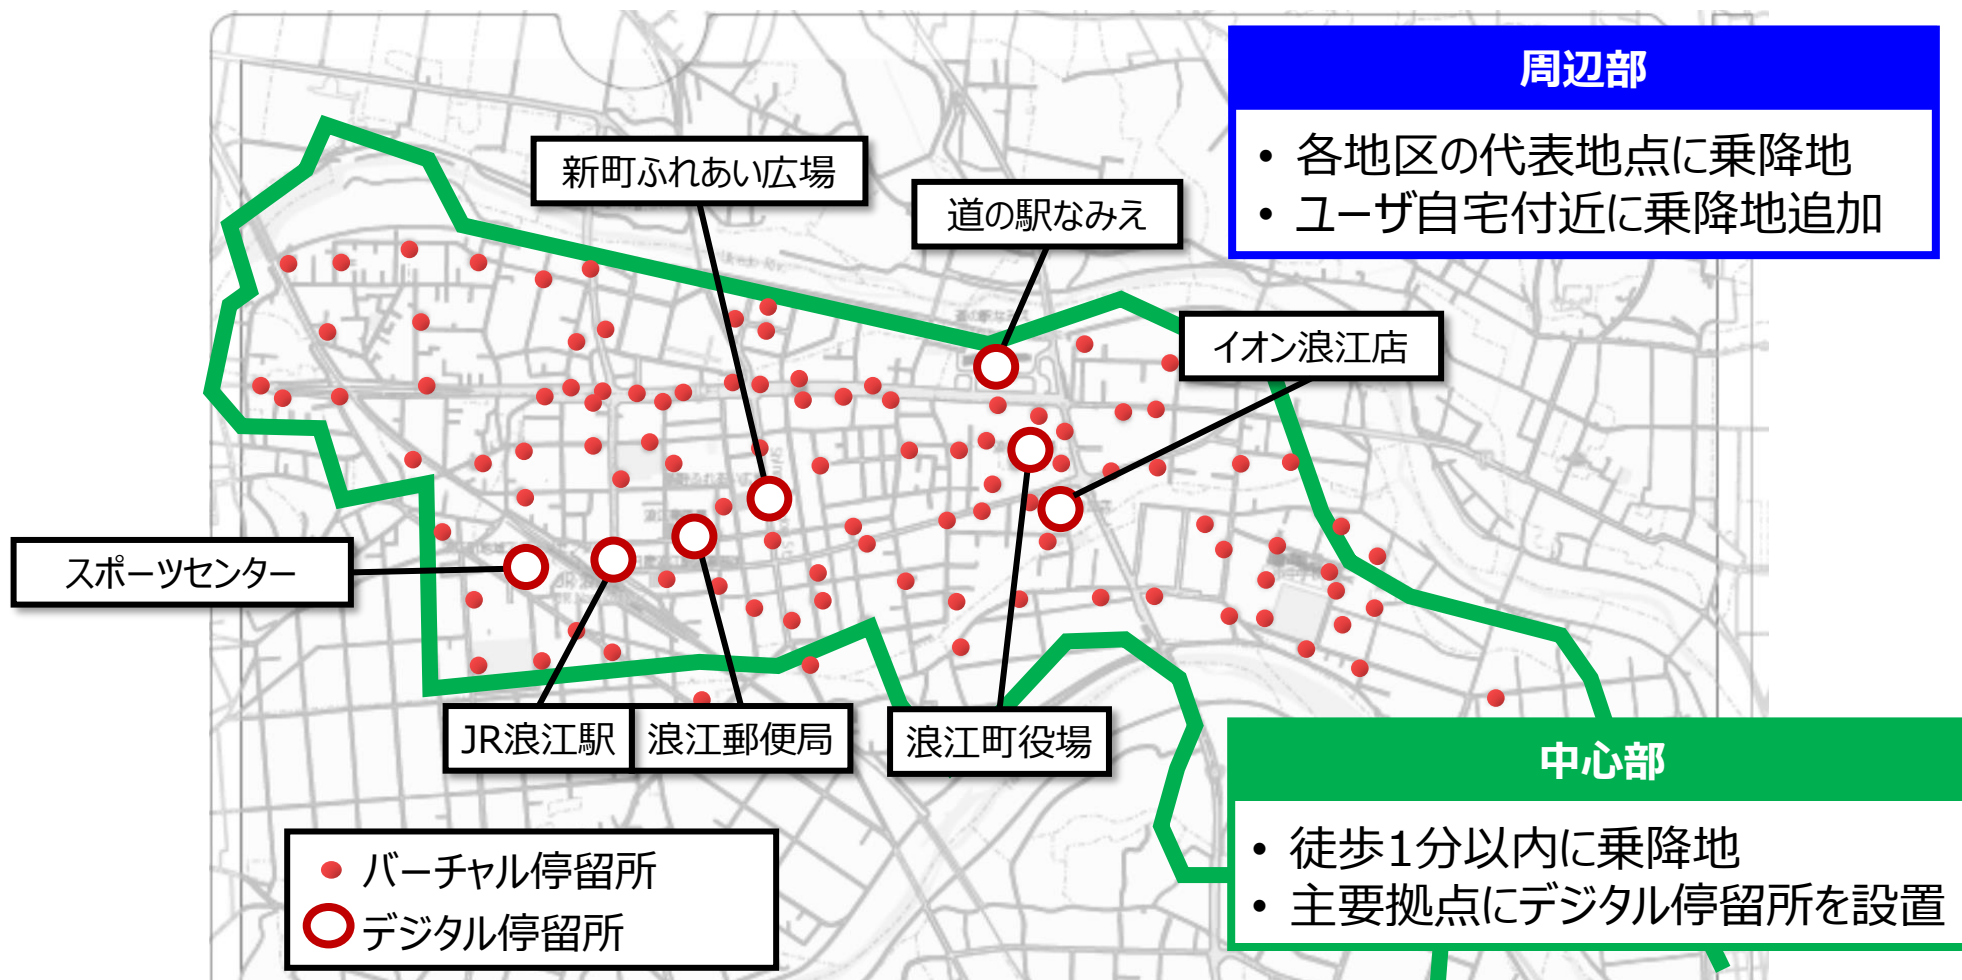 周辺部
• 各地区の代表地点に乗降地
• ユーザ自宅付近に乗降地追加
新町ふれあい広場
道の駅なみえ
イオン浪江店
スポーツセンター
JR浪江駅
浪江郵便局
浪江町役場
中心部
• 徒歩1分以内に乗降地
• 主要拠点にデジタル停留所を設置
バーチャル停留所
デジタル停留所